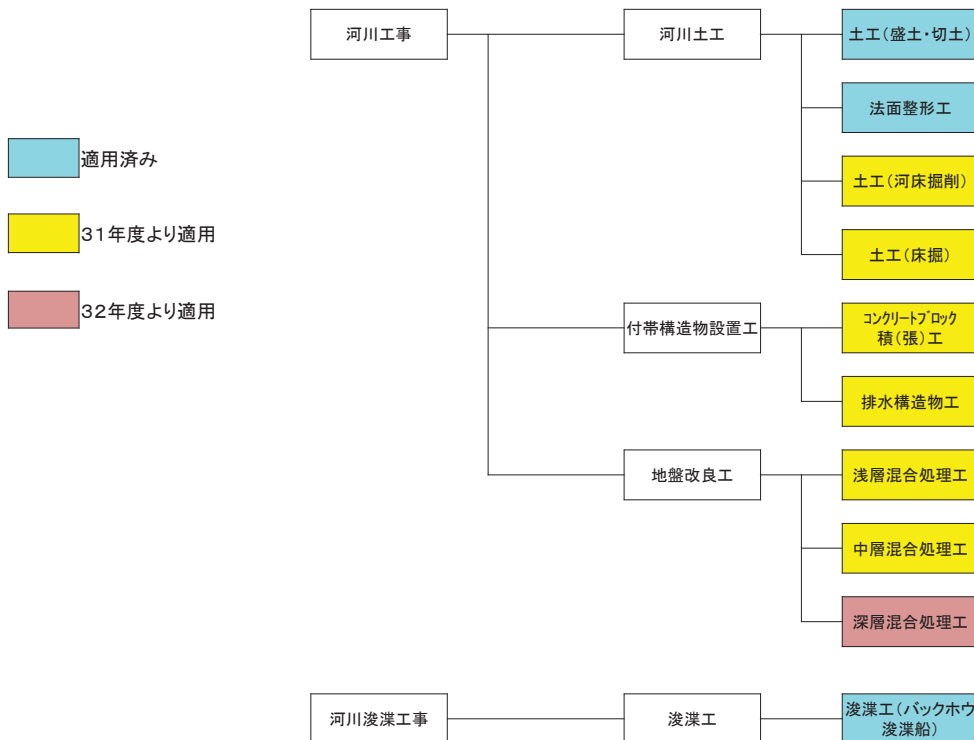 河川工事
河川土工
土工(盛土・切土)
法面整形工
適用済み
土工(河床掘削)
31年度より適用
土工(床掘)
32年度より適用
付帯構造物設置工
コンクリートブロック
積(張)工
排水構造物工
地盤改良工
浅層混合処理工
中層混合処理工
深層混合処理工
河川浚渫工事
浚渫工
浚渫工(バックホウ
浚渫船)